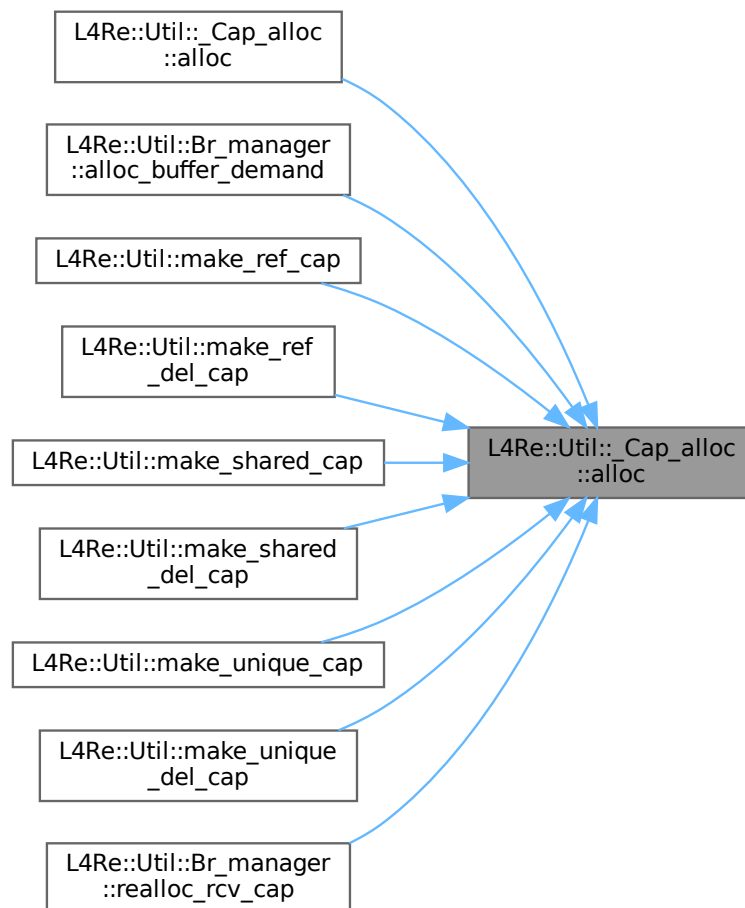 L4Re::Util::_Cap_alloc
::alloc
L4Re::Util::Br_manager
::alloc_buffer_demand
L4Re::Util::make_ref_cap
L4Re::Util::make_ref
_del_cap
L4Re::Util::make_shared_cap
L4Re::Util::make_shared
_del_cap
L4Re::Util::make_unique_cap
L4Re::Util::make_unique
_del_cap
L4Re::Util::Br_manager
::realloc_rcv_cap
L4Re::Util::_Cap_alloc
::alloc